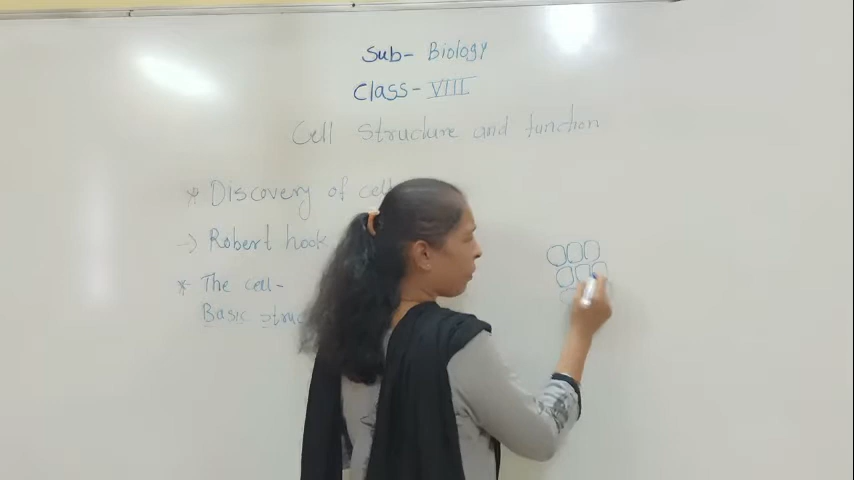 Sub- Biology
Class- VIII
Cell Structure and function
* Discovery of cell
-> Robert hook
* The cell-
Basic struc